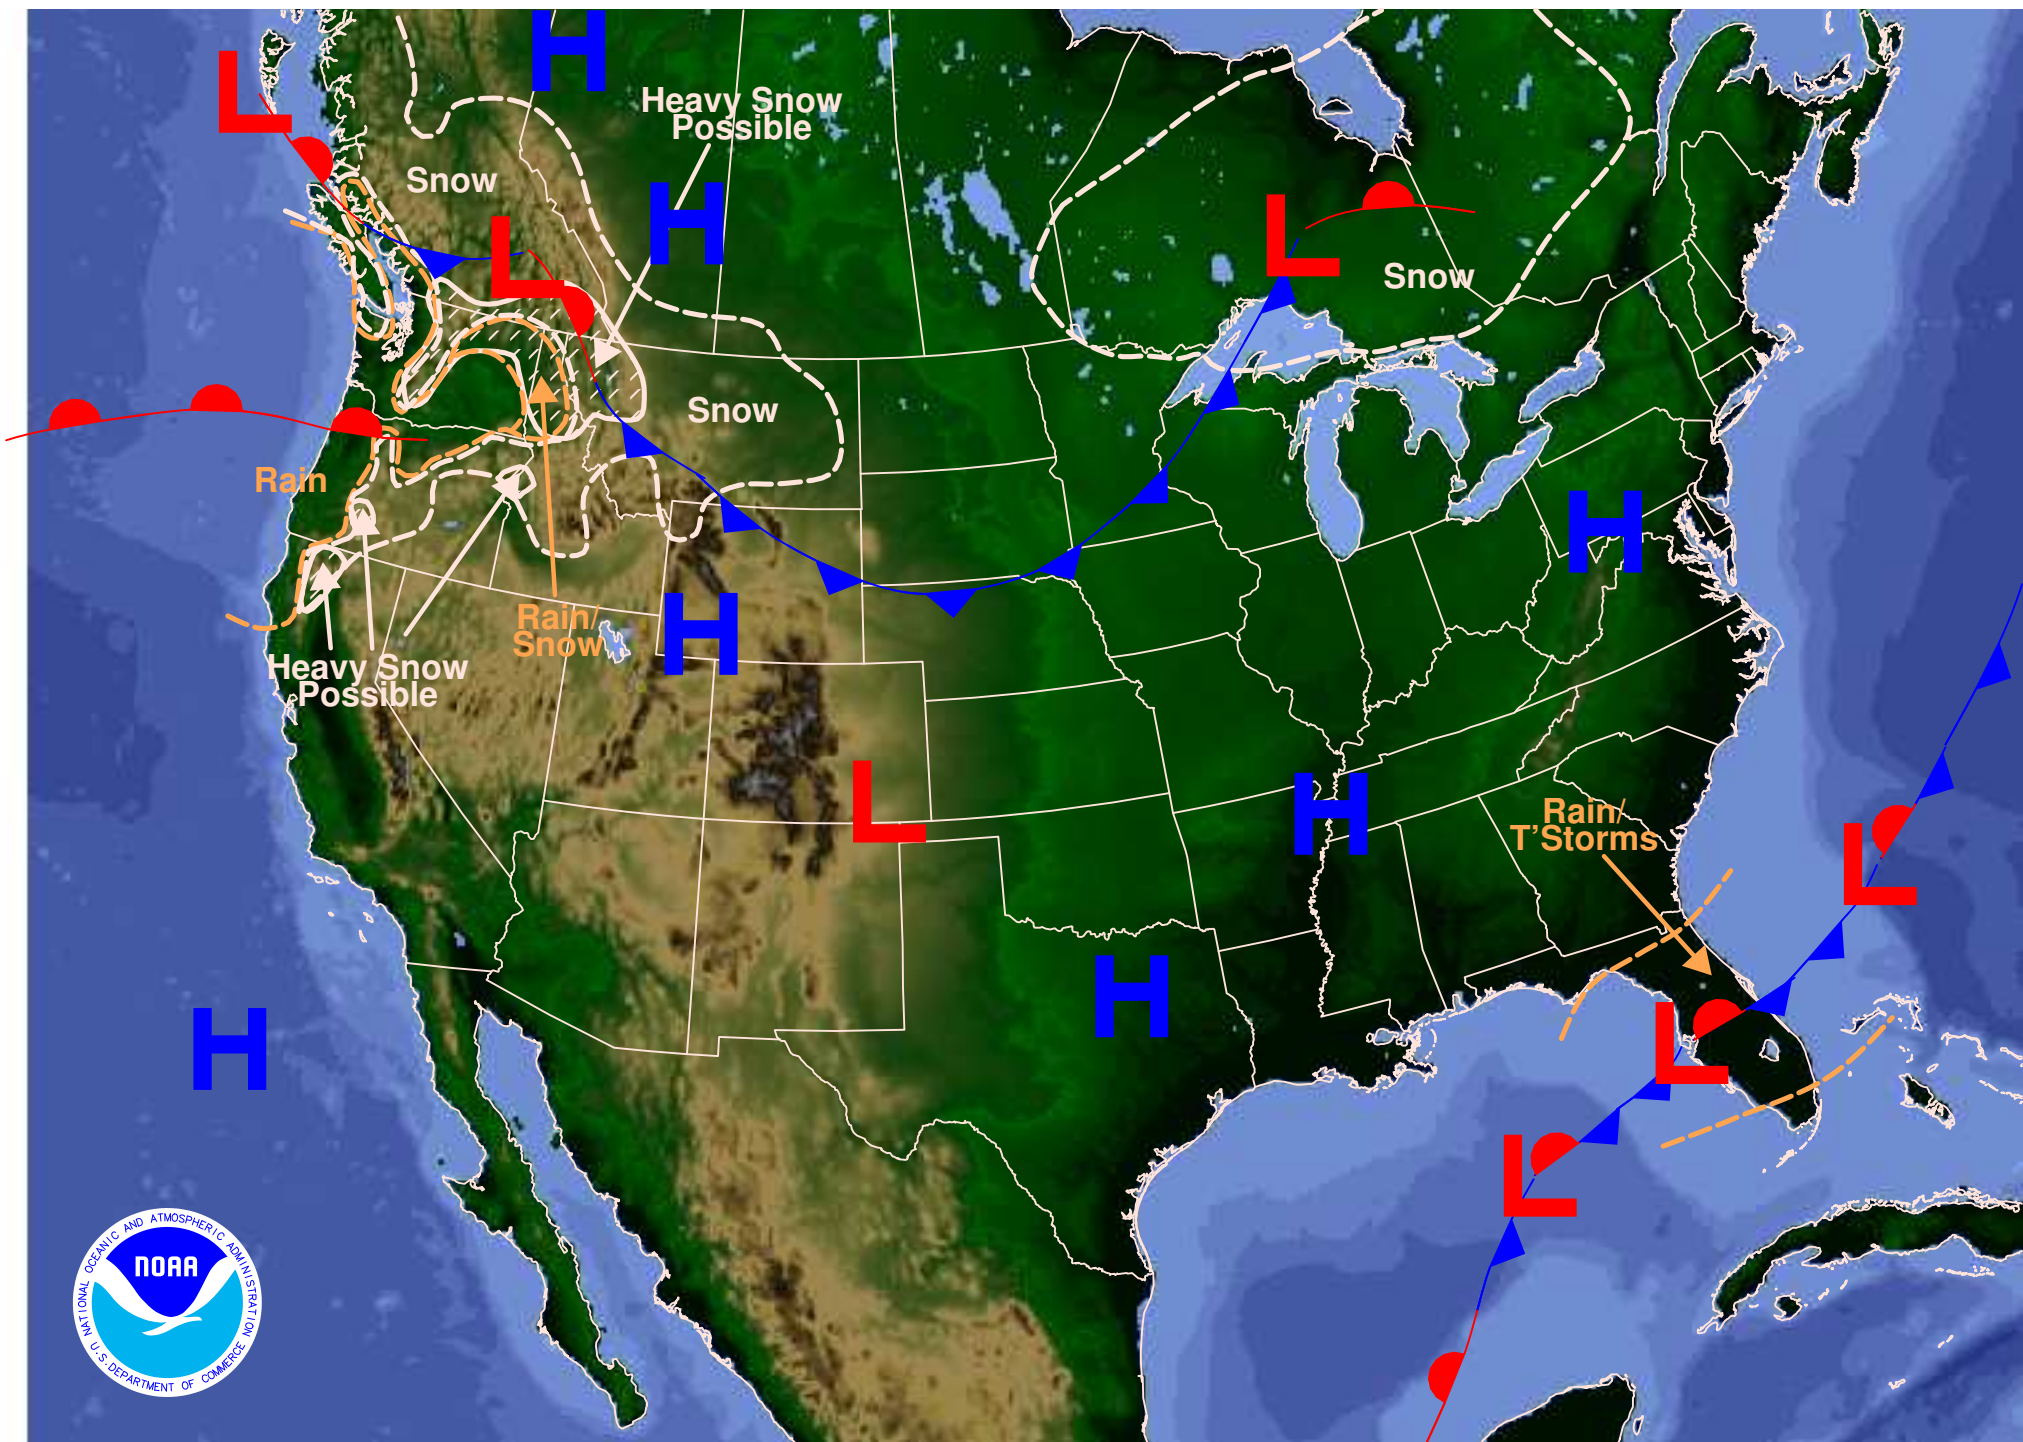 H
L
Heavy Snow
Possible
Snow
H
L
L
Snow
Snow
Rain
H
Rain/
Snow
H
Heavy Snow
Possible
L
H
Rain/
T'Storms
L
H
H
L
L
NOAA
NATIONAL OCEANIC AND ATMOSPHERIC ADMINISTRATION
U.S. DEPARTMENT OF COMMERCE